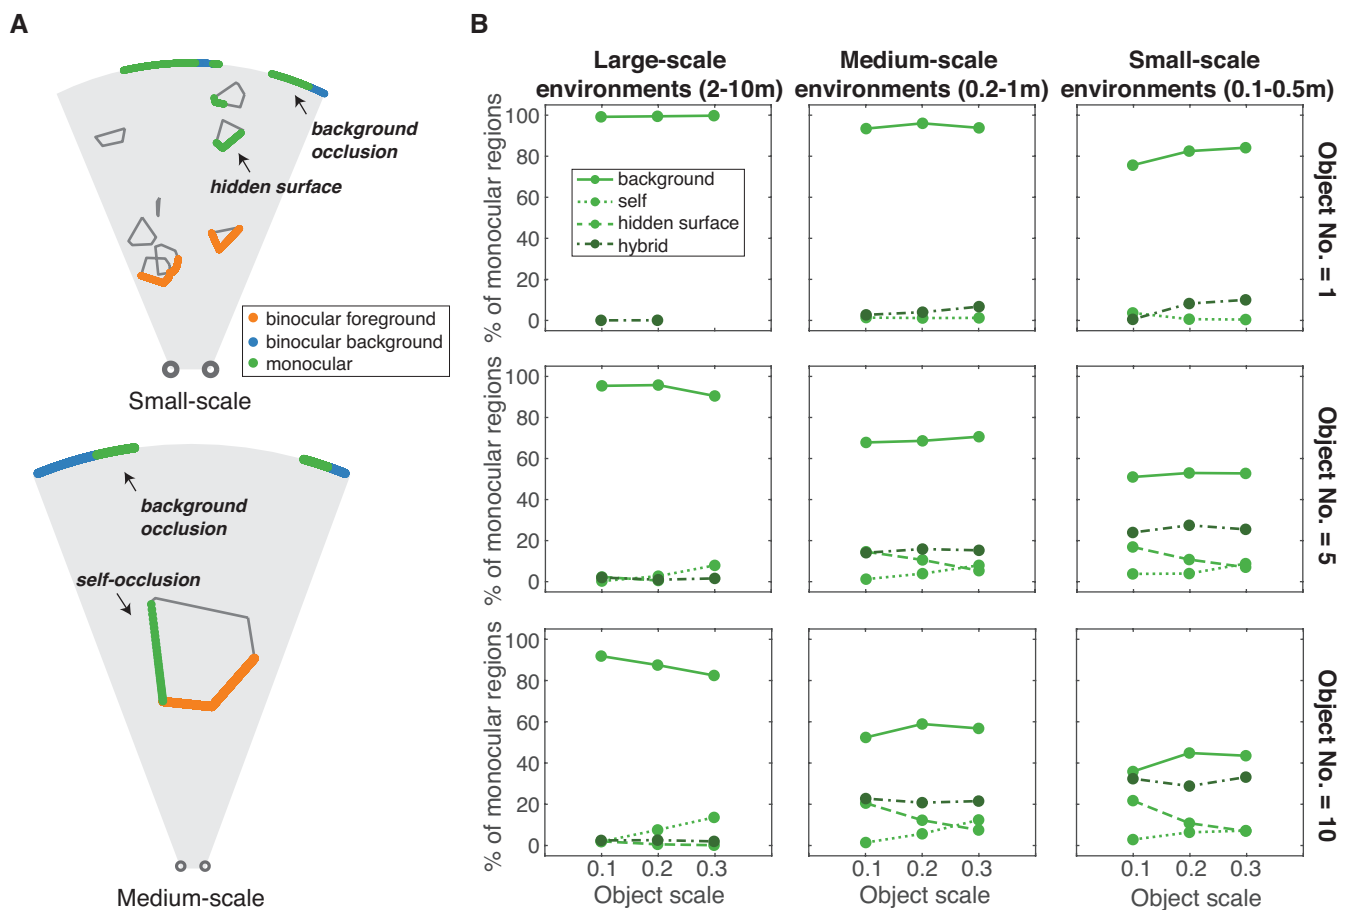 A
background
occlusion
hidden surface
binocular foreground
binocular background
monocular
Small-scale
background
occlusion
self-occlusion
Medium-scale
B
Large-scale
environments (2-10m)
Medium-scale
environments (0.2-1m)
Small-scale
environments (0.1-0.5m)
% of monocular regions
100
80
60
40
20
0
background
self
hidden surface
hybrid
Object No. = 1
% of monocular regions
100
80
60
40
20
0
Object No. = 5
% of monocular regions
100
80
60
40
20
0
Object No. = 10
0.1 0.2 0.3
Object scale
0.1 0.2 0.3
Object scale
0.1 0.2 0.3
Object scale